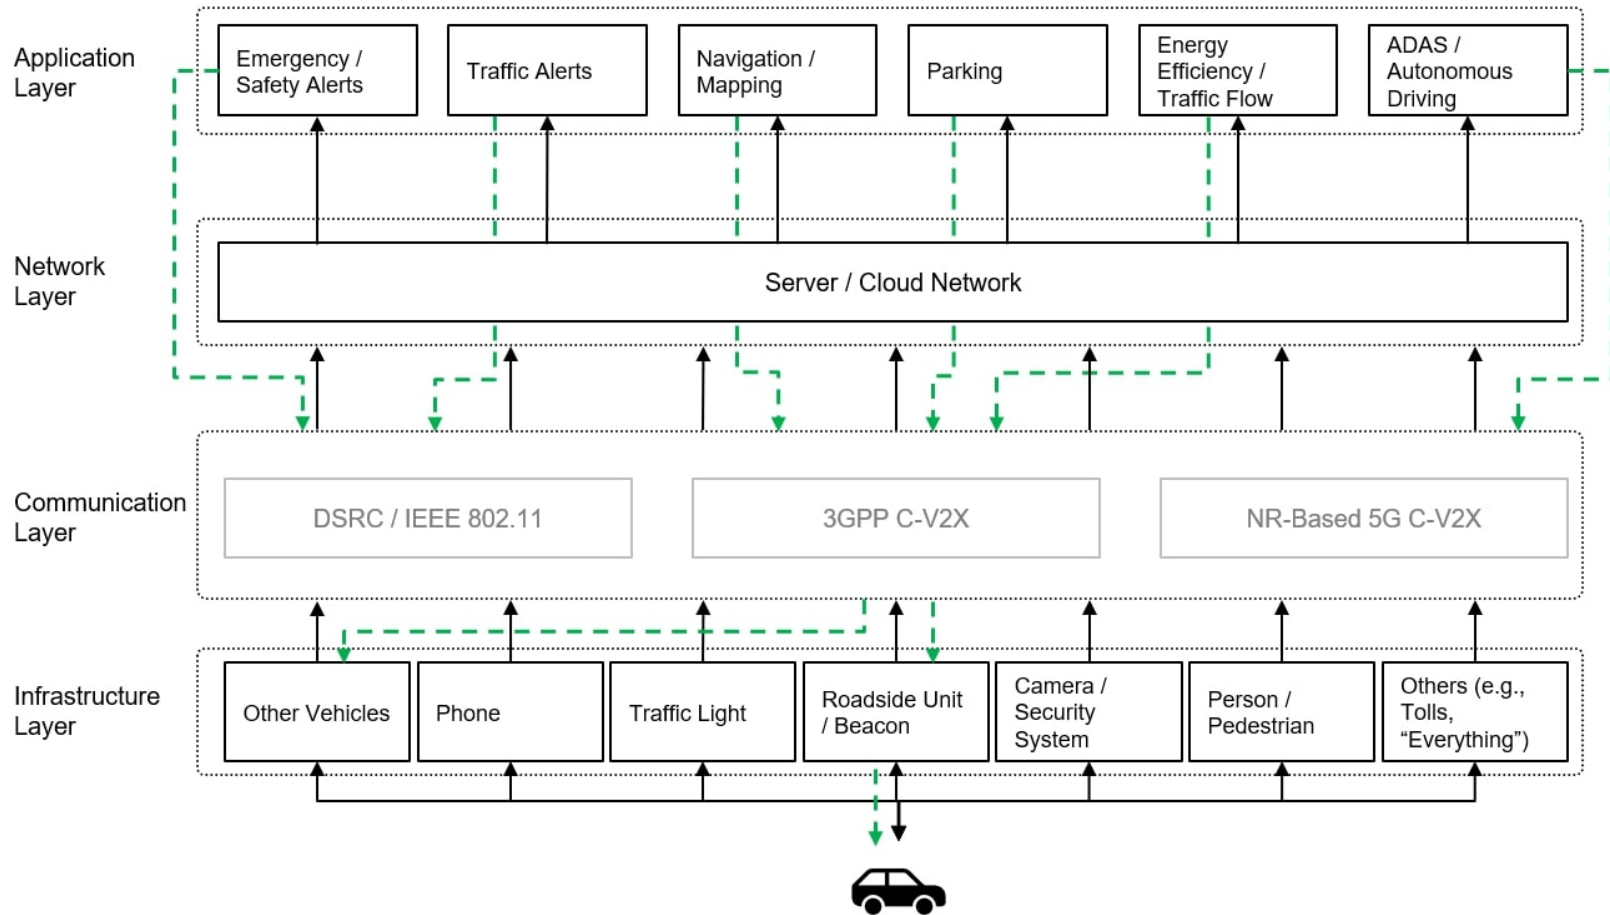 Application
Layer
Emergency /
Safety Alerts
Traffic Alerts
Navigation /
Mapping
Parking
Energy
Efficiency /
Traffic Flow
ADAS /
Autonomous
Driving
Network
Layer
Server / Cloud Network
Communication
Layer
DSRC / IEEE 802.11
3GPP C-V2X
NR-Based 5G C-V2X
Infrastructure
Layer
Other Vehicles
Phone
Traffic Light
Roadside Unit
/ Beacon
Camera /
Security
System
Person /
Pedestrian
Others (e.g.,
Tolls,
“Everything”)